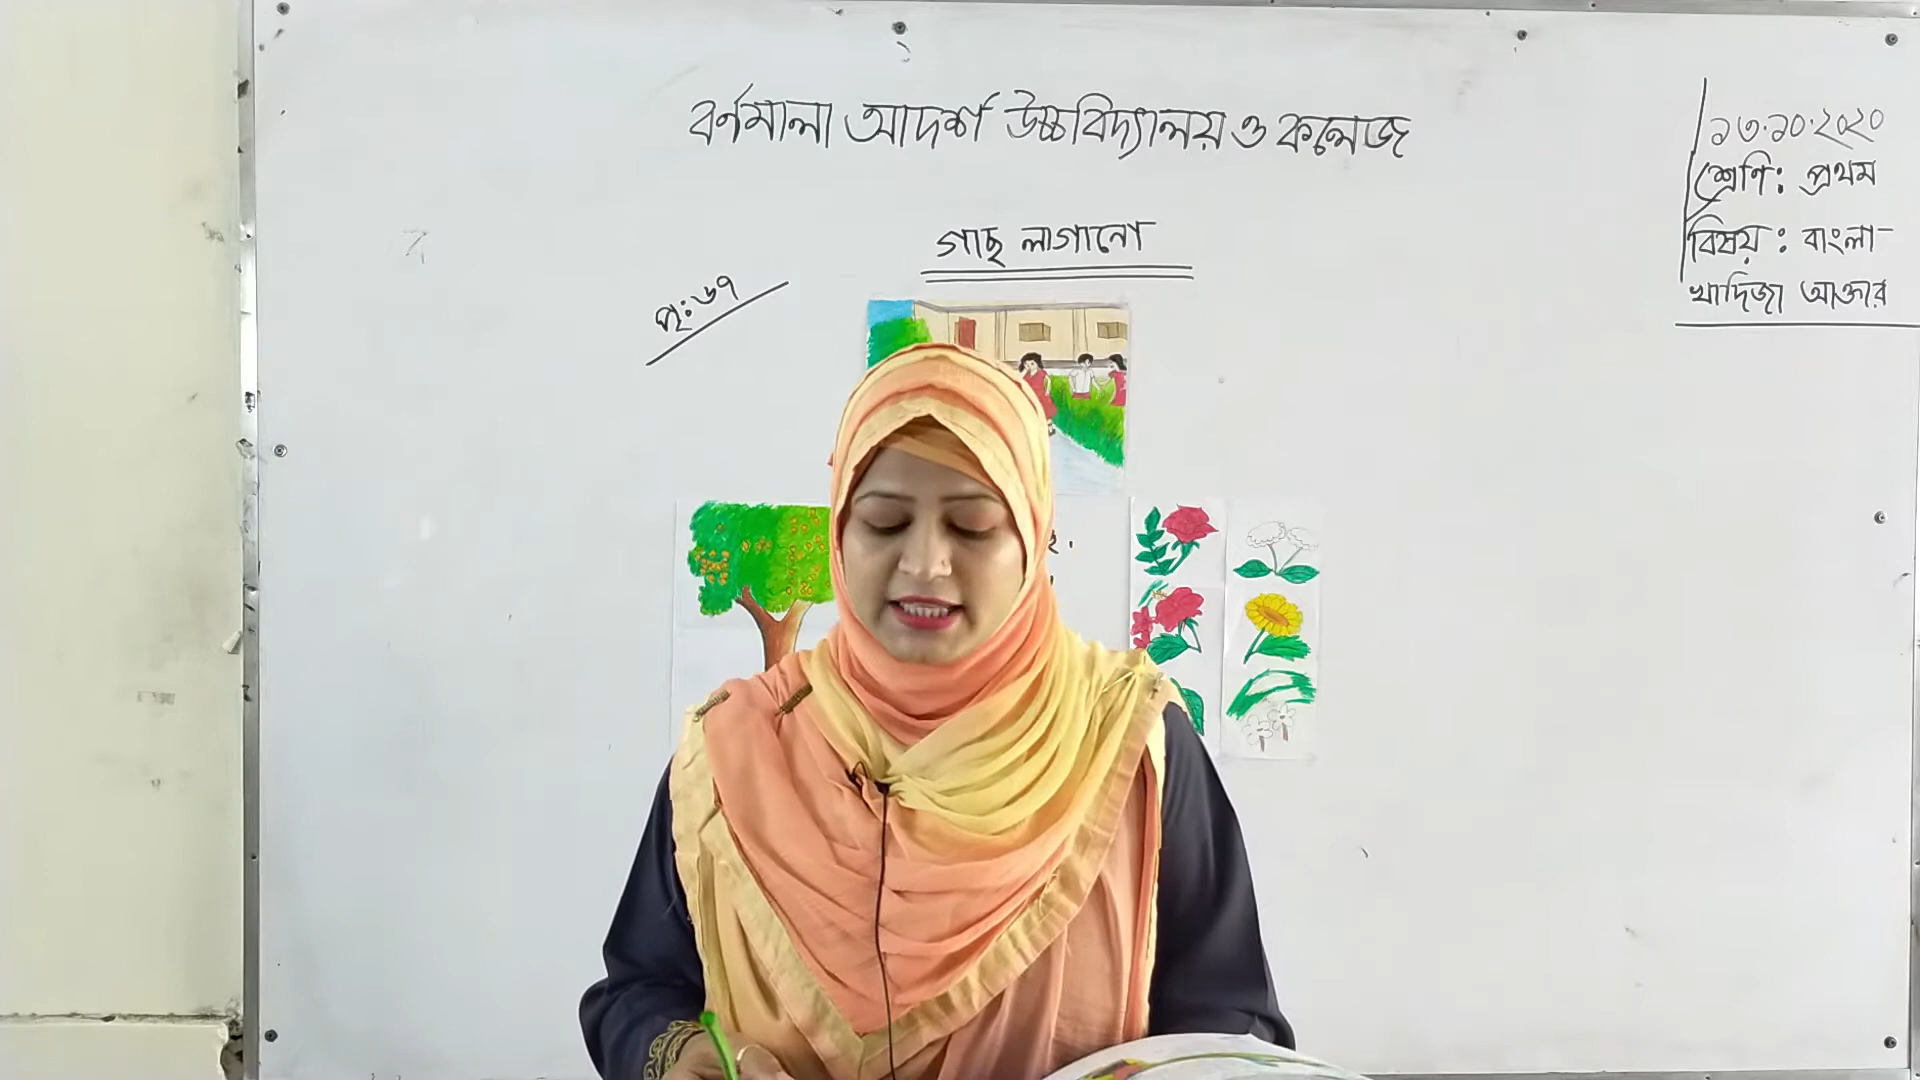 বর্ণমালা আদর্শ উচ্চবিদ্যালয় ও কলেজ
গাছ লাগানো
পৃ: ৬৭
১৩.১০.২০২০
শ্রেণি: প্রথম
বিষয়: বাংলা
খাদিজা আক্তার